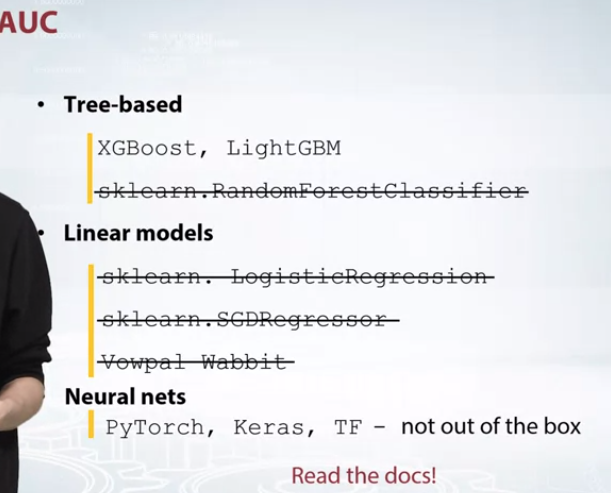 AUC
• Tree-based
XGBoost, LightGBM
sklearn.RandomForestClassifier
• Linear models
sklearn. LogisticRegression
sklearn.SGDRegressor
Vowpal Wabbit
Neural nets
PyTorch, Keras, TF – not out of the box
Read the docs!